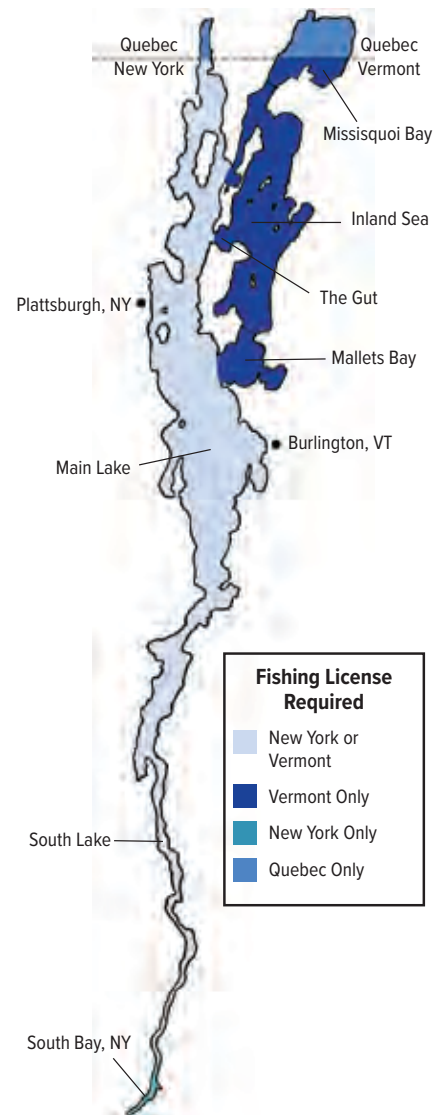 Quebec
New York
Quebec
Vermont
Missisquoi Bay
Inland Sea
The Gut
Plattsburgh, NY
Mallets Bay
Burlington, VT
Main Lake
Fishing License
Required
New York or
Vermont
Vermont Only
New York Only
Quebec Only
South Lake
South Bay, NY